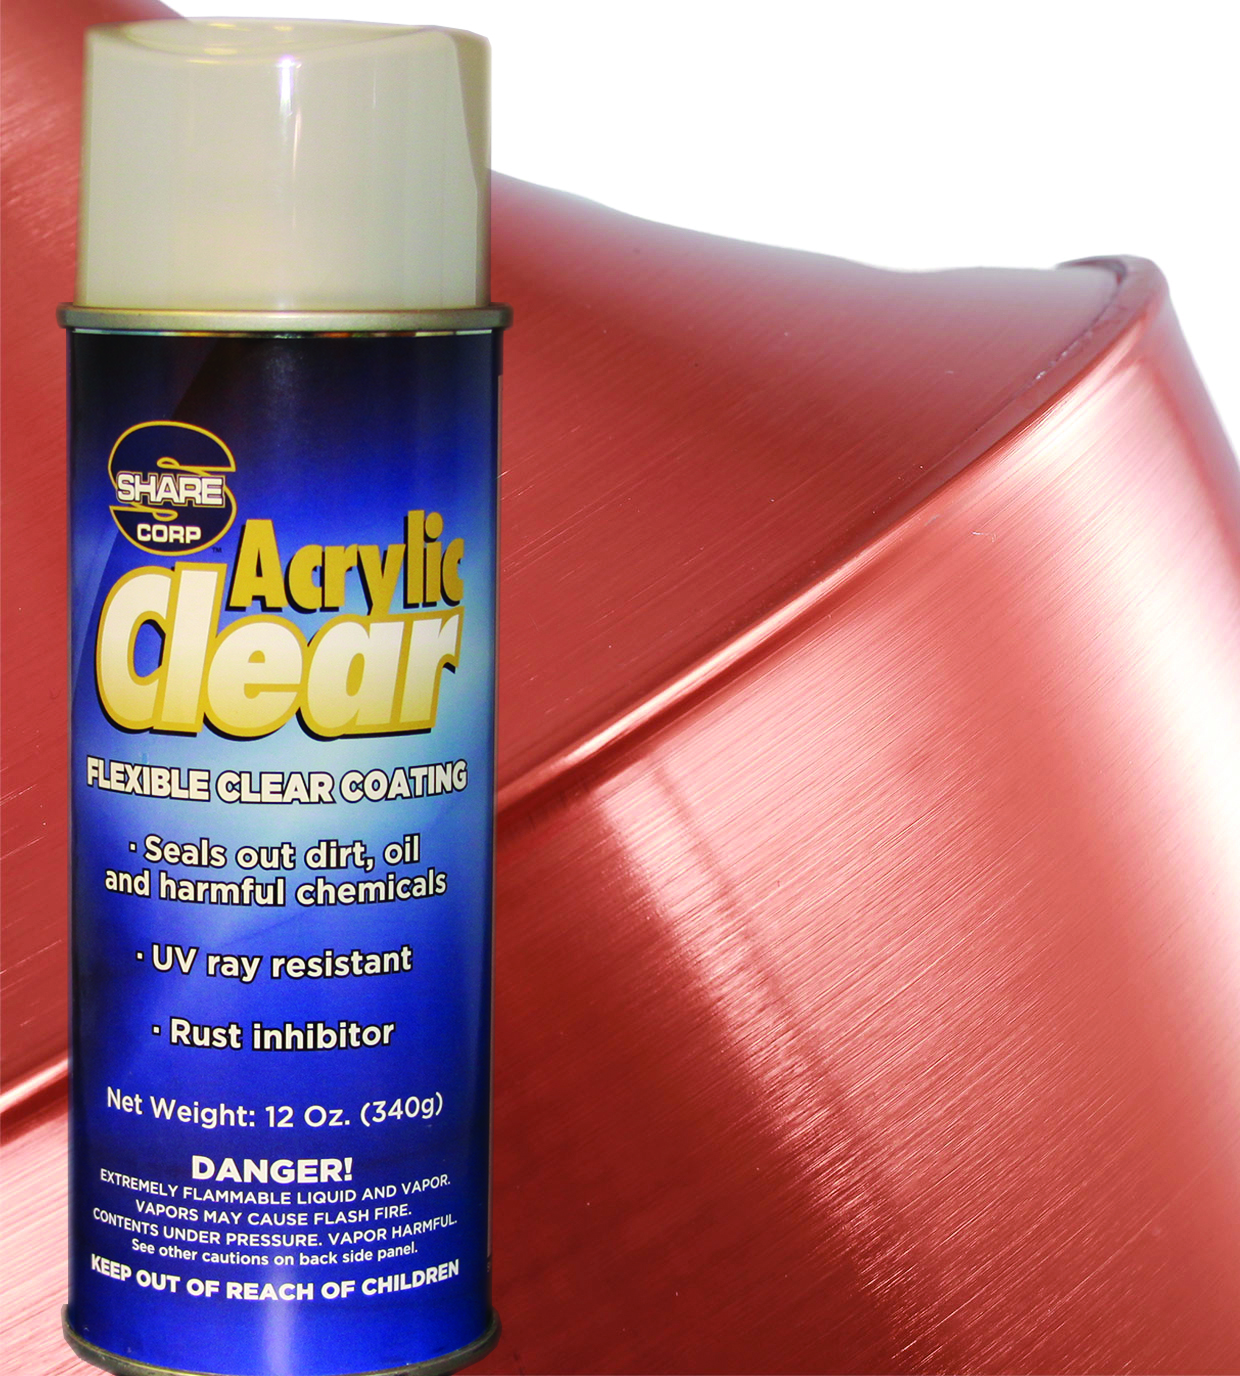 SHARE
CORP
™
Acrylic
Clear
FLEXIBLE CLEAR COATING
· Seals out dirt, oil
and harmful chemicals
· UV ray resistant
· Rust inhibitor
Net Weight: 12 Oz. (340g)
DANGER!
EXTREMELY FLAMMABLE LIQUID AND VAPOR.
VAPORS MAY CAUSE FLASH FIRE.
CONTENTS UNDER PRESSURE. VAPOR HARMFUL.
See other cautions on back side panel.
KEEP OUT OF REACH OF CHILDREN